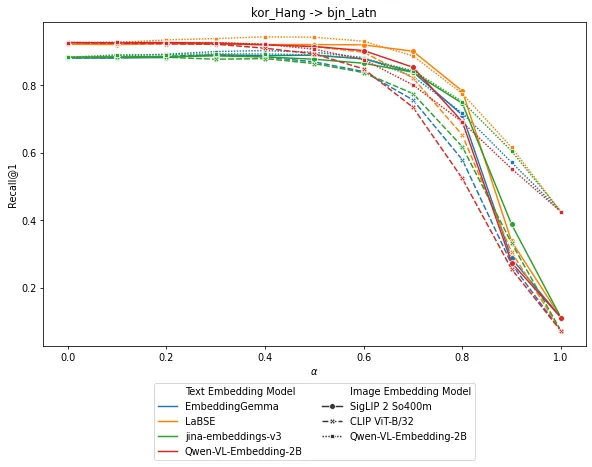 kor_Hang -> bjn_Latn
Recall@1
0.8
0.6
0.4
0.2
0.0 0.2 0.4 0.6 0.8 1.0
α
Text Embedding Model Image Embedding Model
EmbeddingGemma SigLIP 2 So400m
LaBSE CLIP ViT-B/32
jina-embeddings-v3 Qwen-VL-Embedding-2B
Qwen-VL-Embedding-2B